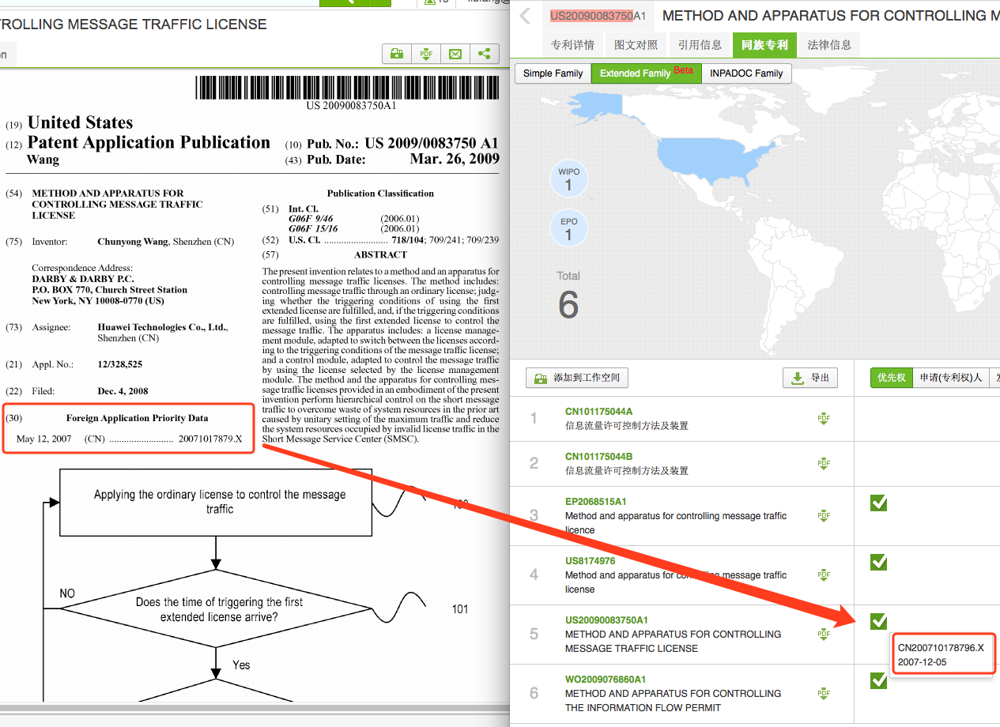 TROLLING MESSAGE TRAFFIC LICENSE
on
PDF
US 20090083750A1
(19) United States
(12) Patent Application Publication
Wang
(10) Pub. No.: US 2009/0083750 A1
(43) Pub. Date: Mar. 26, 2009
(54) METHOD AND APPARATUS FOR
CONTROLLING MESSAGE TRAFFIC
LICENSE
(75) Inventor: Chunyong Wang, Shenzhen (CN)
Correspondence Address:
DARBY & DARBY P.C.
P.O. BOX 770, Church Street Station
New York, NY 10008-0770 (US)
(73) Assignee: Huawei Technologies Co., Ltd.,
Shenzhen (CN)
(21) Appl. No.: 12/328,525
(22) Filed: Dec. 4, 2008
(30) Foreign Application Priority Data
May 12, 2007 (CN) ......................... 20071017879.X
Publication Classification
(51) Int. Cl.
G06F 9/46 (2006.01)
G06F 15/16 (2006.01)
(52) U.S. Cl. ......................... 718/104; 709/241; 709/239
(57) ABSTRACT
The present invention relates to a method and an apparatus for
controlling message traffic licenses. The method includes:
controlling message traffic through an ordinary license; judg-
ing whether the triggering conditions of using the first
extended license are fulfilled, and, if the triggering conditions
are fulfilled, using the first extended license to control the
message traffic. The apparatus includes: a license manage-
ment module, adapted to switch between the licenses accord-
ing to the triggering conditions of the message traffic license;
and a control module, adapted to control the message traffic
by using the license selected by the license management
module. The method and the apparatus for controlling mes-
sage traffic licenses provided in an embodiment of the present
invention perform hierarchical control on the short message
traffic to overcome waste of system resources in the prior art
caused by unitary setting of the maximum traffic and reduce
the system resources occupied by invalid license traffic in the
Short Message Service Center (SMSC).
Applying the ordinary license to control the message
traffic
100
NO
Does the time of triggering the first
extended license arrive?
101
Yes
US20090083750A1 METHOD AND APPARATUS FOR CONTROLLING M
专利详情 图文对照 引用信息 同族专利 法律信息
Simple Family Extended Family Beta INPADOC Family
WIPO
1
EPO
1
Total
6
添加到工作空间 导出 优先权 申请(专利权)人
1 CN101175044A PDF
信息流量许可控制方法及装置
2 CN101175044B PDF
信息流量许可控制方法及装置
3 EP2068515A1 PDF
Method and apparatus for controlling message traffic
licence
4 US8174976 PDF
Method and apparatus for controlling message traffic
license
5 US20090083750A1 PDF
METHOD AND APPARATUS FOR CONTROLLING
MESSAGE TRAFFIC LICENSE
CN200710178796.X
2007-12-05
6 WO2009076860A1 PDF
METHOD AND APPARATUS FOR CONTROLLING
THE INFORMATION FLOW PERMIT